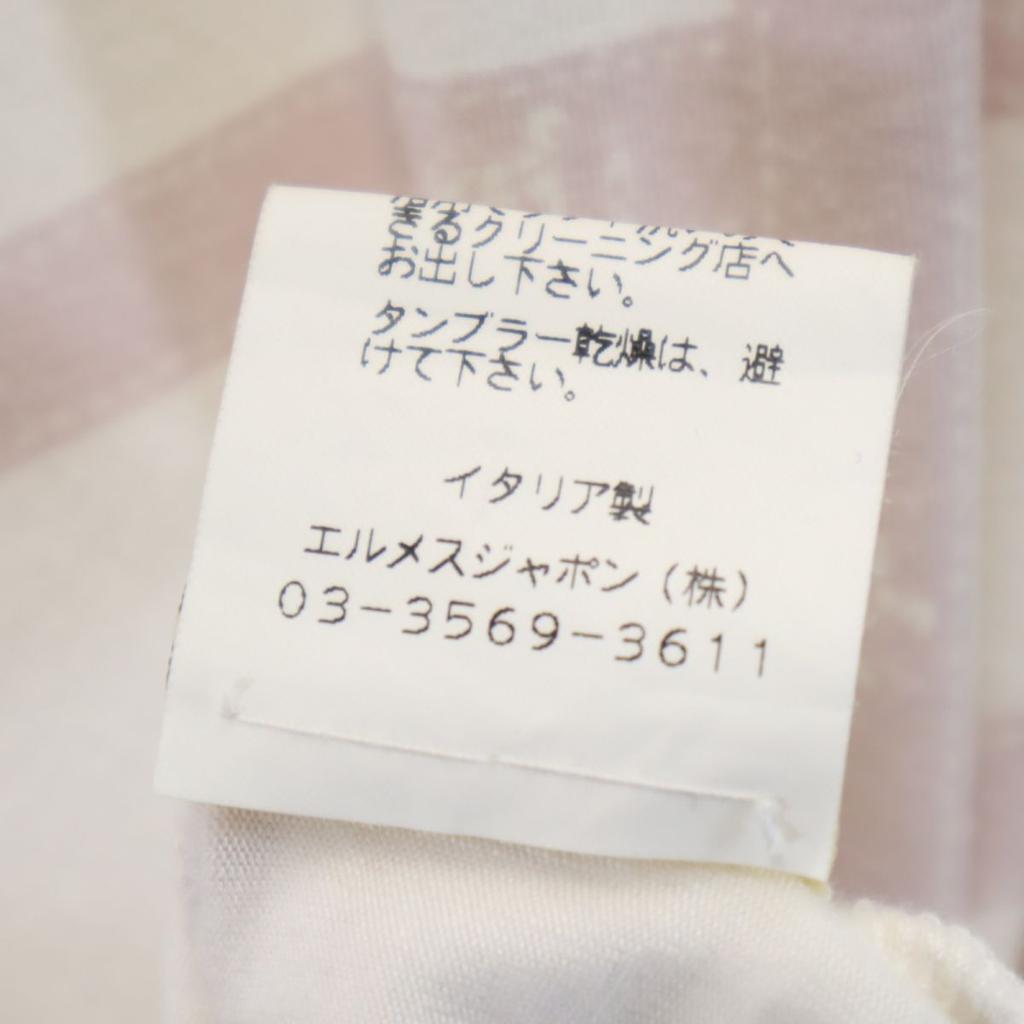 きるクリーニング店へ
お出し下さい。
タンブラー乾燥は、避
けて下さい。
イタリア製
エルメスジャポン（株）
03-3569-3611